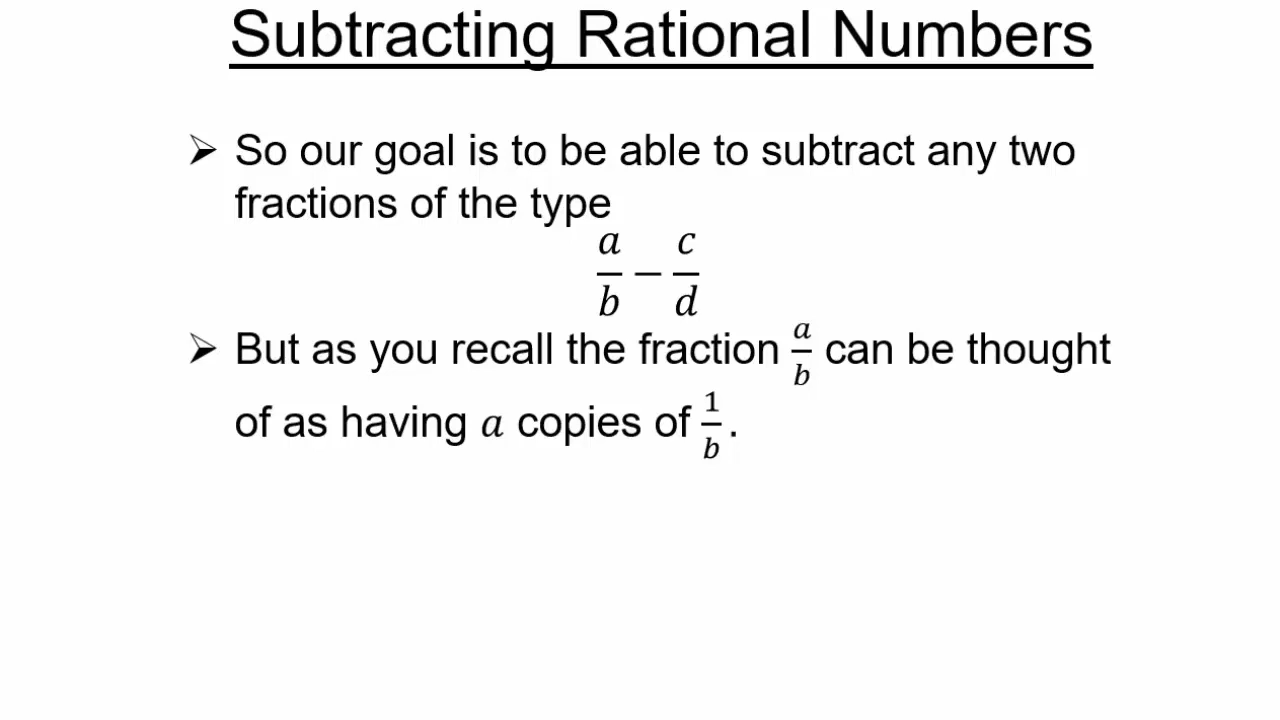 Subtracting Rational Numbers
➢ So our goal is to be able to subtract any two
fractions of the type
a/b − c/d
➢ But as you recall the fraction a/b can be thought
of as having a copies of 1/b.